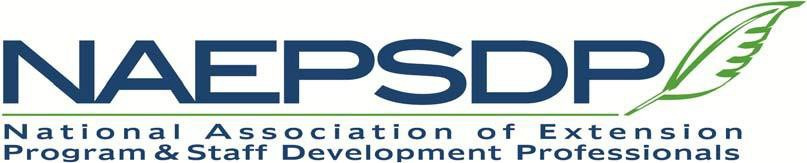 NAEPSDP
National Association of Extension
Program & Staff Development Professionals